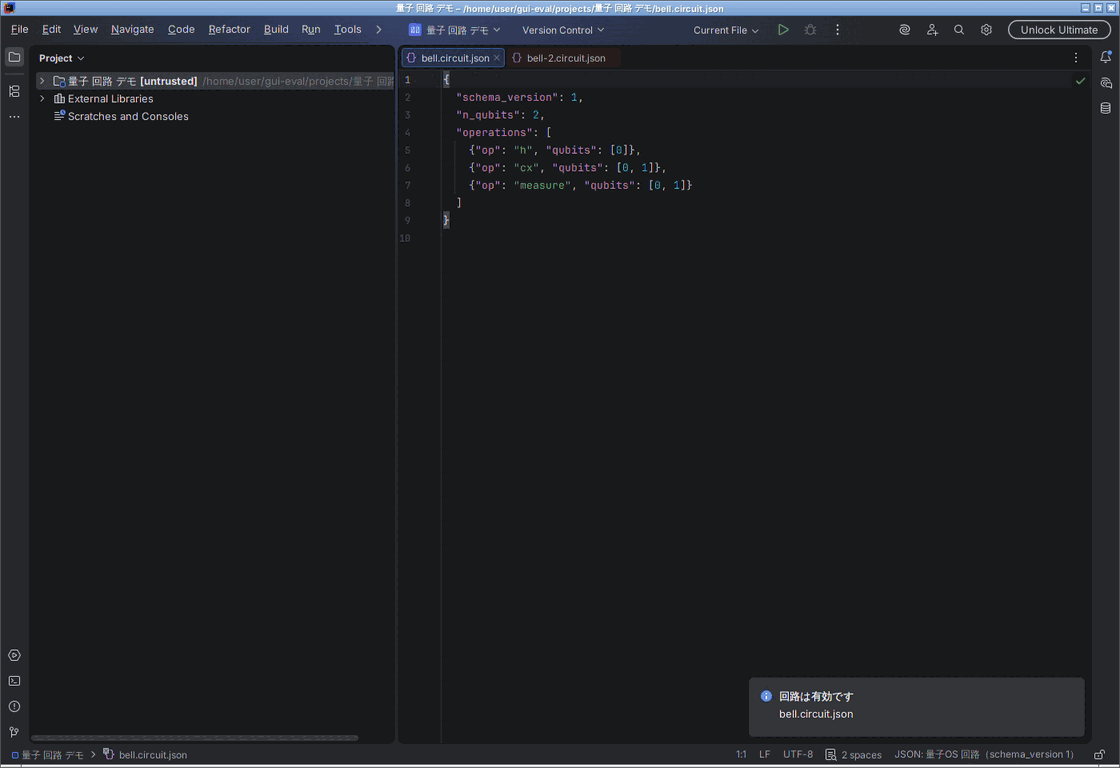 量子 回路 デモ – /home/user/gui-eval/projects/量子 回路 デモ/bell.circuit.json
File Edit View Navigate Code Refactor Build Run Tools 量子 回路 デモ Version Control Current File Unlock Ultimate
Project
bell.circuit.json bell-2.circuit.json
量子 回路 デモ [untrusted] /home/user/gui-eval/projects/量子 回路
External Libraries
Scratches and Consoles
1 {
2 "schema_version": 1,
3 "n_qubits": 2,
4 "operations": [
5 {"op": "h", "qubits": [0]},
6 {"op": "cx", "qubits": [0, 1]},
7 {"op": "measure", "qubits": [0, 1]}
8 ]
9 }
10
回路は有効です
bell.circuit.json
量子 回路 デモ bell.circuit.json 1:1 LF UTF-8 2 spaces JSON: 量子OS 回路（schema_version 1）